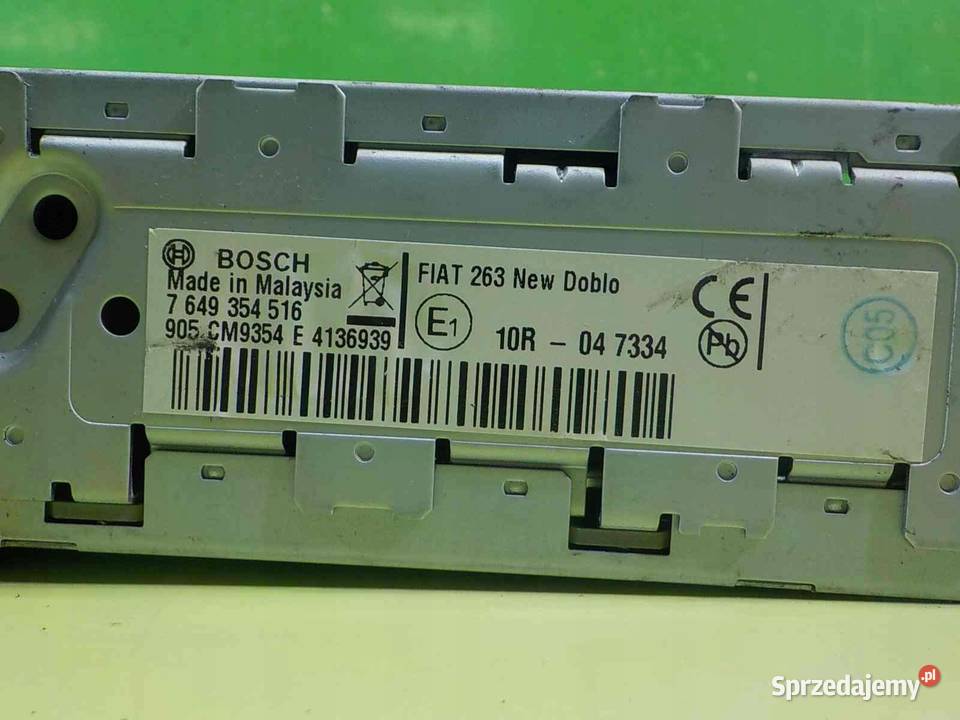 BOSCH
Made in Malaysia
7 649 354 516
905 CM9354 E 4136939
FIAT 263 New Doblo
E1
10R - 04 7334
CE
Pb
C05
Sprzedajemy.pl